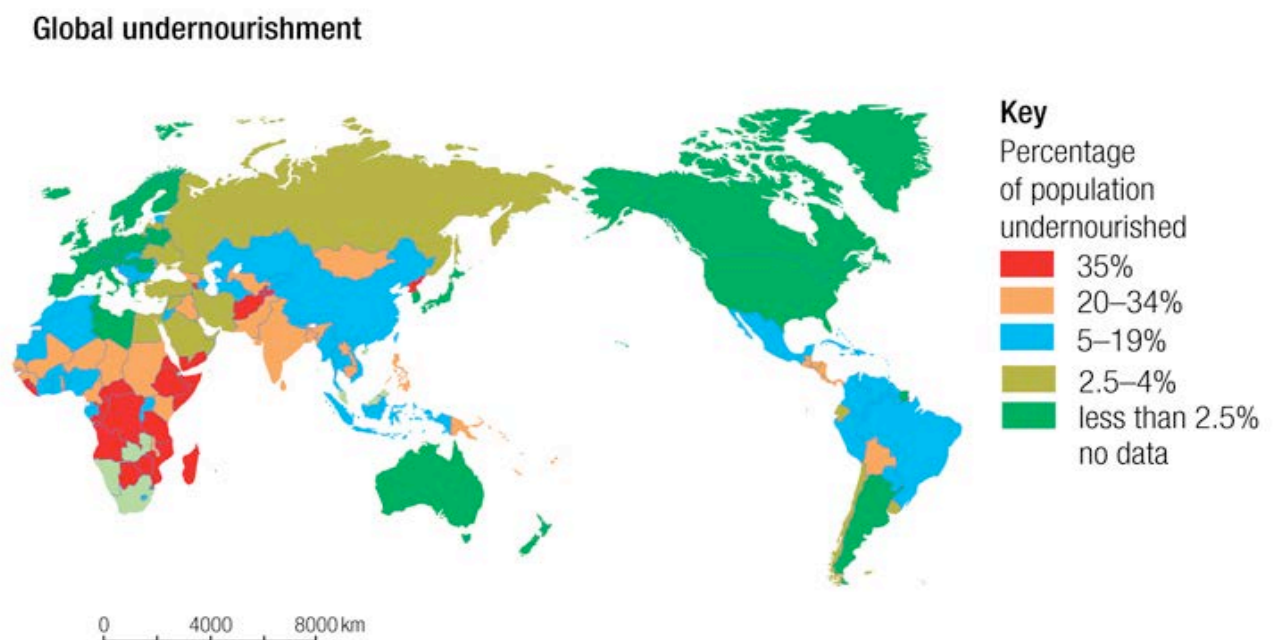 Global undernourishment
Key
Percentage
of population
undernourished
35%
20–34%
5–19%
2.5–4%
less than 2.5%
no data
0 4000 8000 km